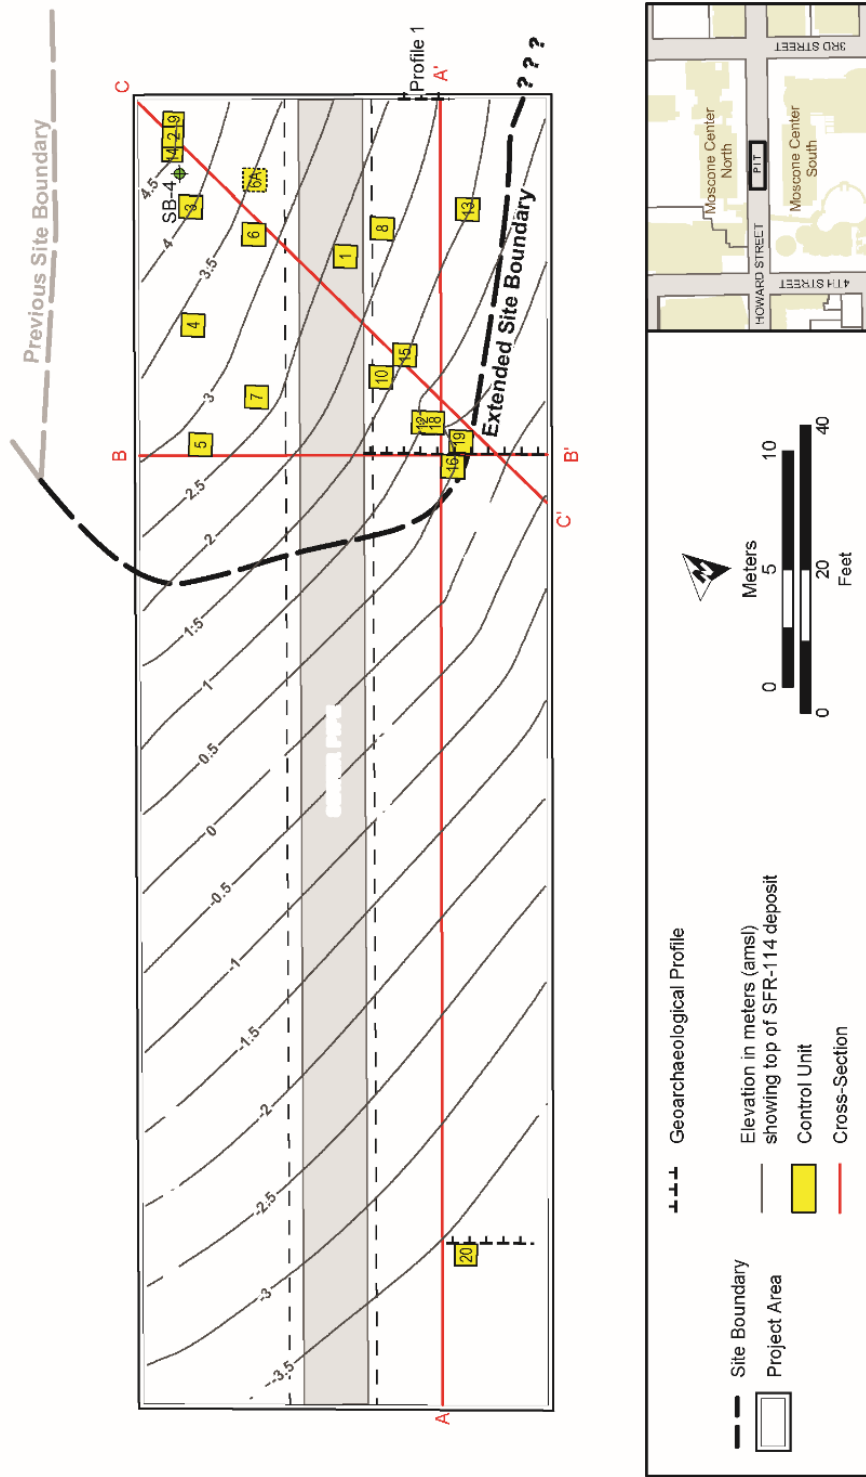 Previous Site Boundary
C
Profile 1
A'
? ? ?
B
SB-4
4.5
4
3.5
3
2.5
2
1.5
1
0.5
0
-0.5
-1
-1.5
-2
-2.5
-3
-3.5
14
2
9
3
6A
6
4
7
5
1
8
13
15
10
12
18
19
16
20
Extended Site Boundary
A
B'
C'
Site Boundary
Project Area
Geoarchaeological Profile
Elevation in meters (amsl)
showing top of SFR-114 deposit
Control Unit
Cross-Section
N
0 5 10
Meters
0 20 40
Feet
Moscone Center
North
PIT
Moscone Center
South
HOWARD STREET
4TH STREET
3RD STREET